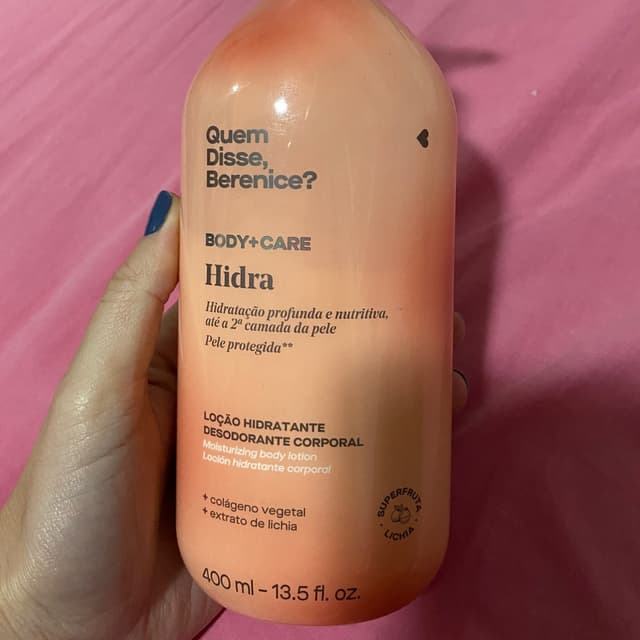 Quem
Disse,
Berenice?
BODY+CARE
Hidra
Hidratação profunda e nutritiva,
até a 2ª camada da pele
Pele protegida**
LOÇÃO HIDRATANTE
DESODORANTE CORPORAL
Moisturizing body lotion
Loción hidratante corporal
+ colágeno vegetal
+ extrato de lichia
SUPERFRUTA
• LICHIA •
400 ml – 13.5 fl. oz.